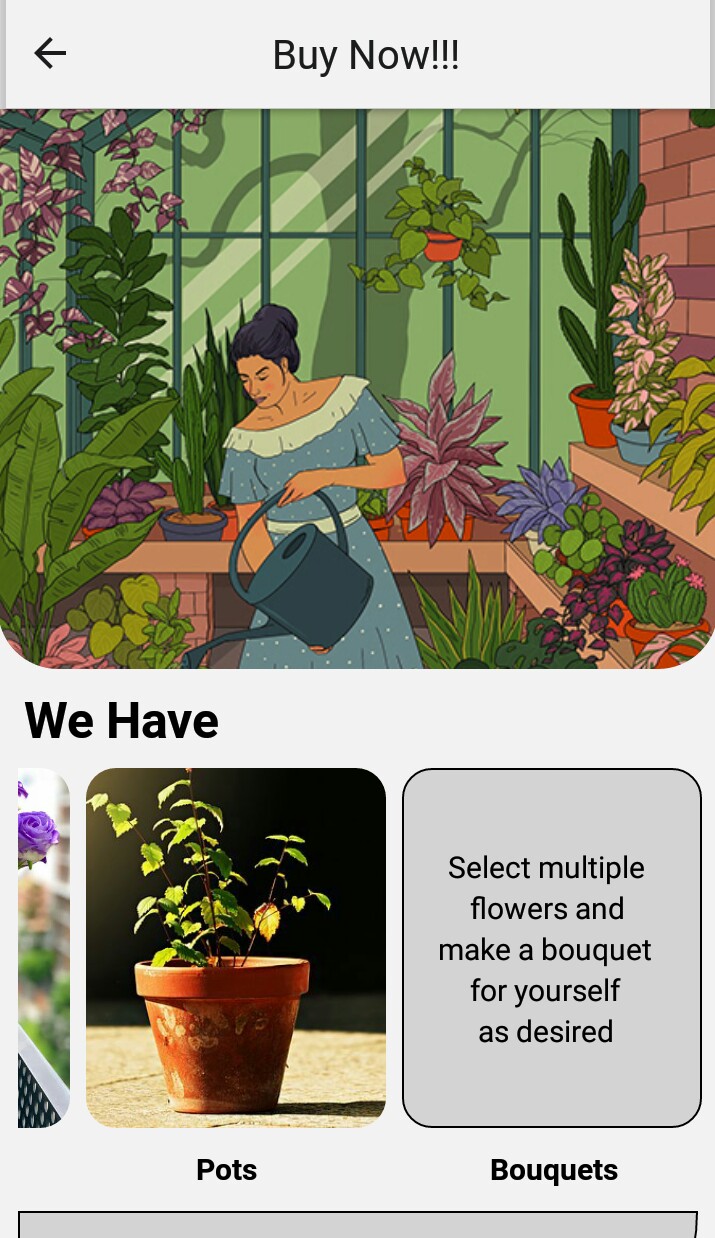 Buy Now!!!
We Have
Select multiple
flowers and
make a bouquet
for yourself
as desired
Pots
Bouquets